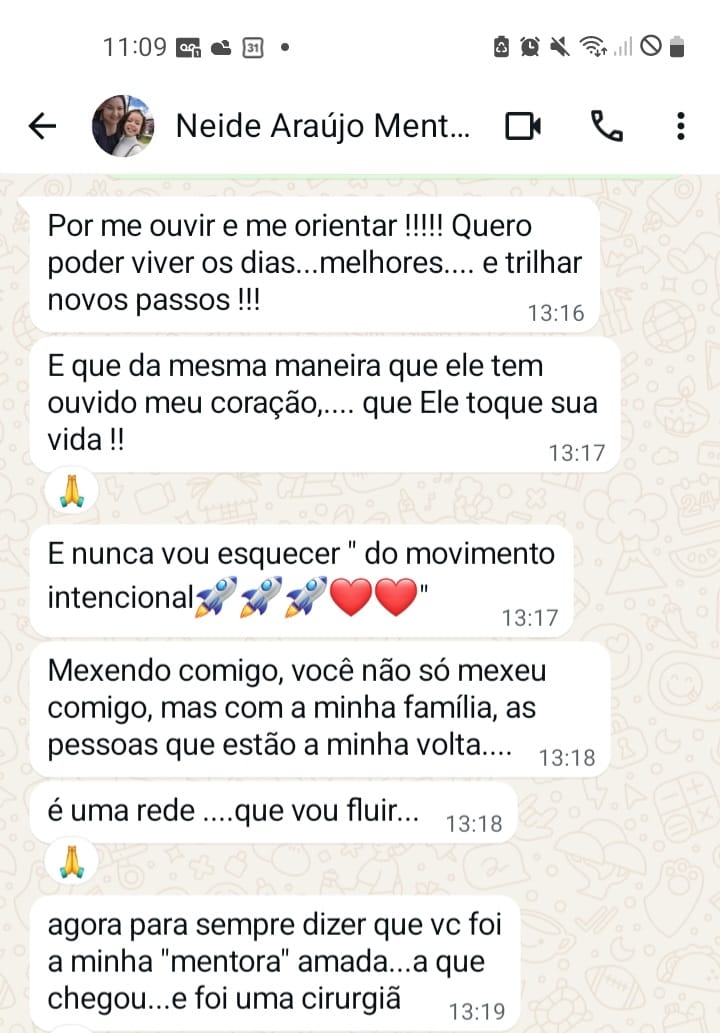 11:09
31
Neide Araújo Ment...
Por me ouvir e me orientar !!!!! Quero
poder viver os dias...melhores.... e trilhar
novos passos !!!
13:16
E que da mesma maneira que ele tem
ouvido meu coração,.... que Ele toque sua
vida !!
13:17
🙏
E nunca vou esquecer " do movimento
intencional🚀🚀🚀❤️❤️"
13:17
Mexendo comigo, você não só mexeu
comigo, mas com a minha família, as
pessoas que estão a minha volta....
13:18
é uma rede ....que vou fluir...
13:18
🙏
agora para sempre dizer que vc foi
a minha "mentora" amada...a que
chegou...e foi uma cirurgiã
13:19